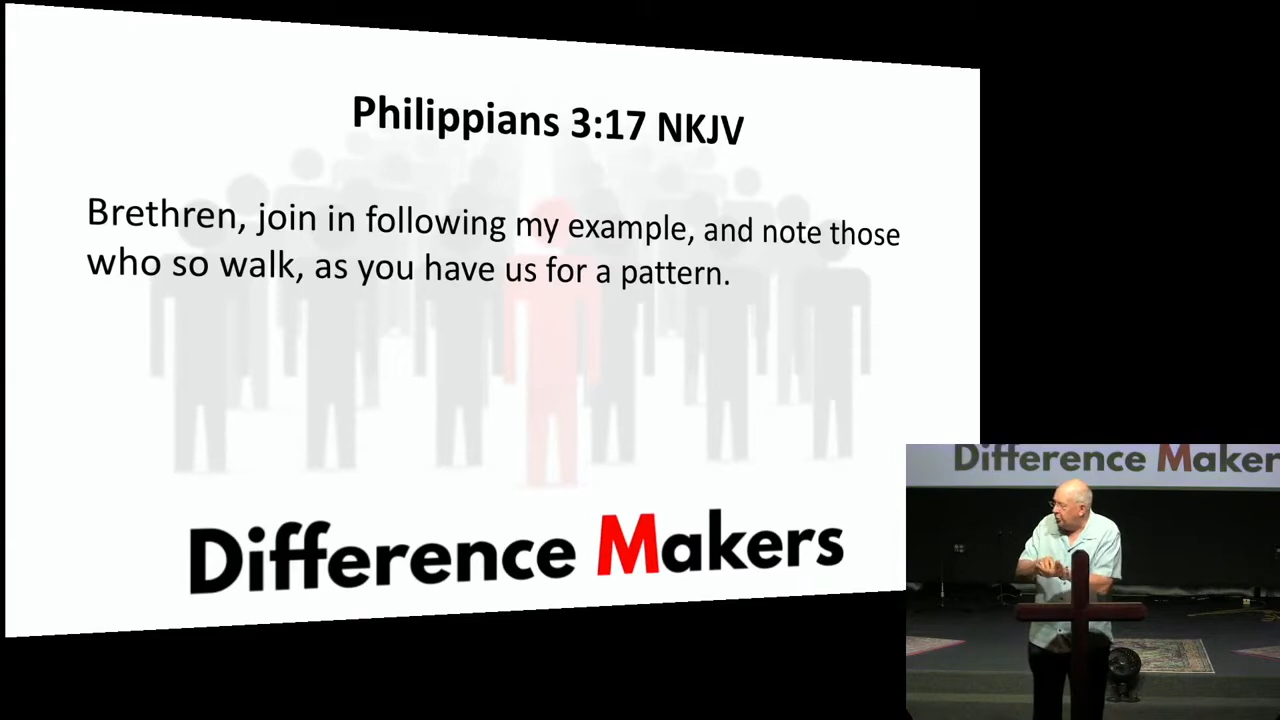 Philippians 3:17 NKJV
Brethren, join in following my example, and note those
who so walk, as you have us for a pattern.
Difference Makers
Difference Maker